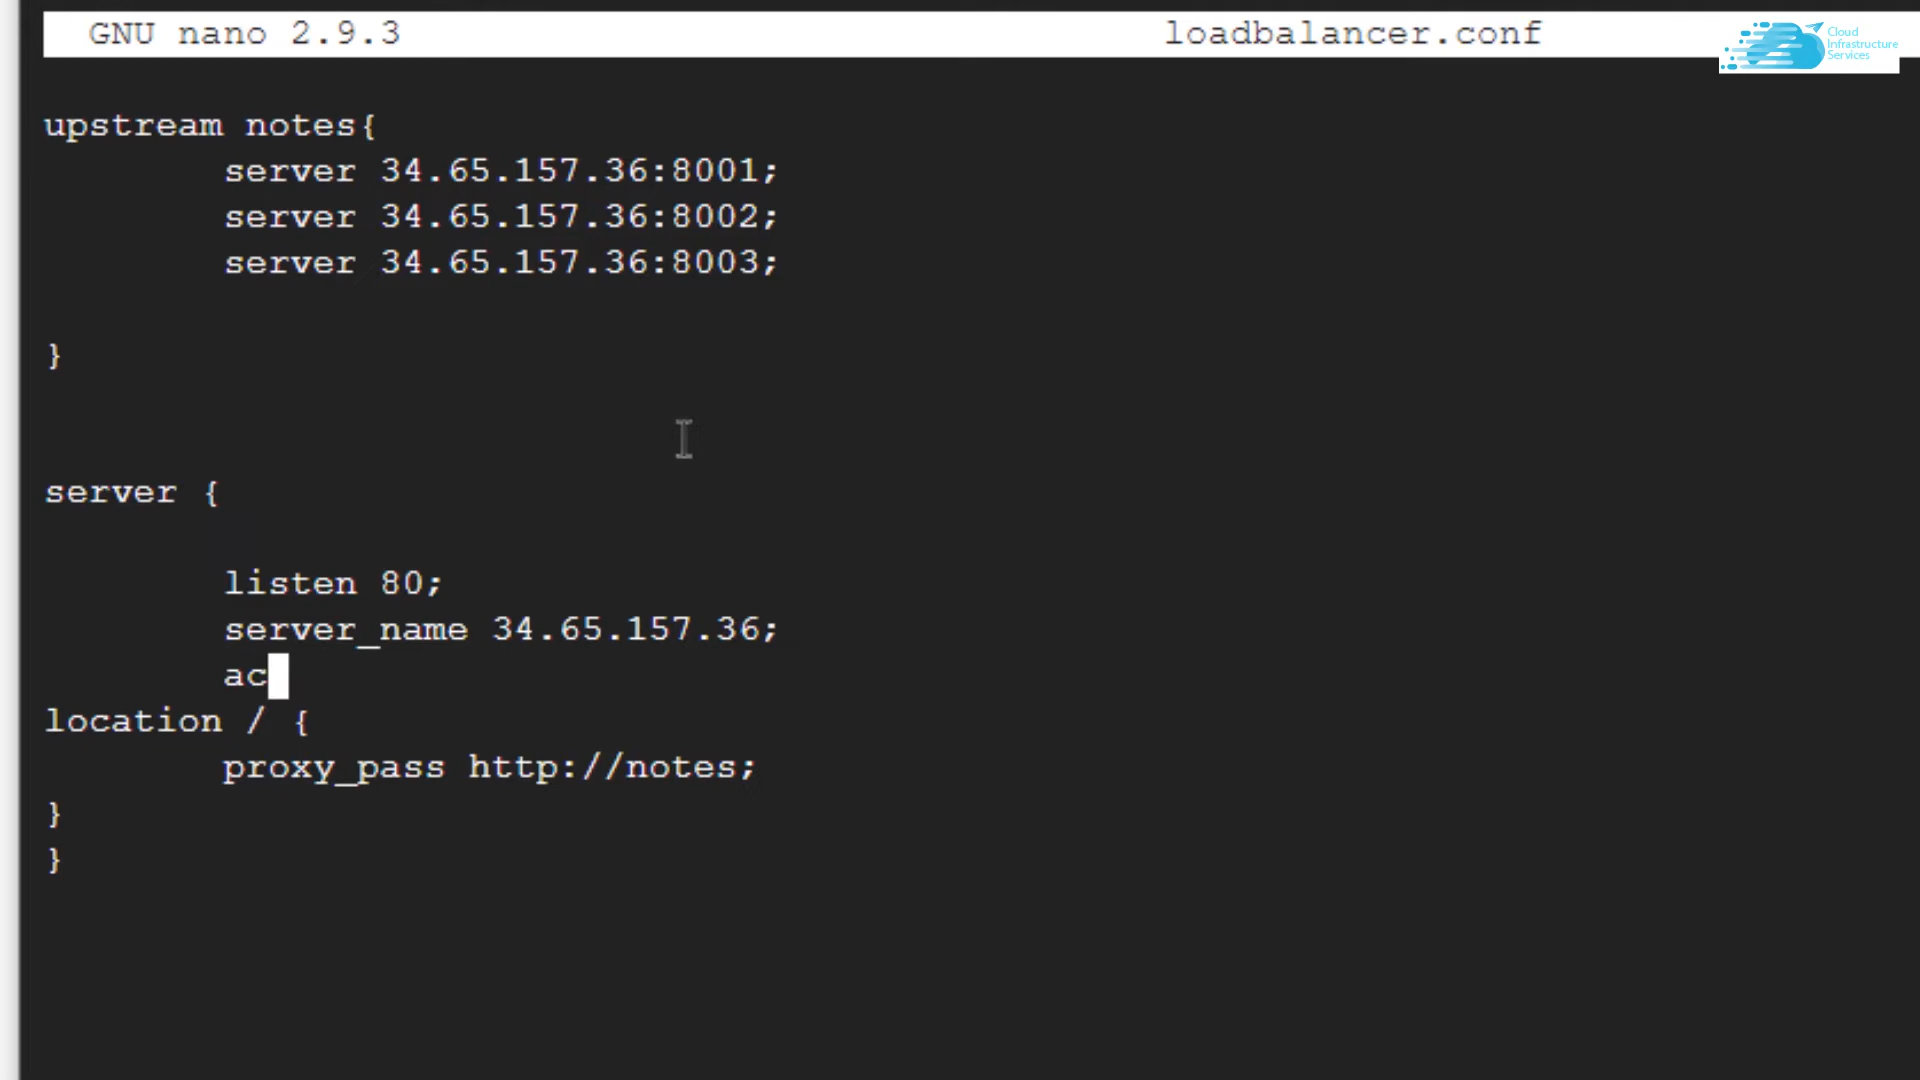 GNU nano 2.9.3 loadbalancer.conf
Cloud
Infrastructure
Services
upstream notes{
server 34.65.157.36:8001;
server 34.65.157.36:8002;
server 34.65.157.36:8003;
}
server {
listen 80;
server_name 34.65.157.36;
ac
location / {
proxy_pass http://notes;
}
}